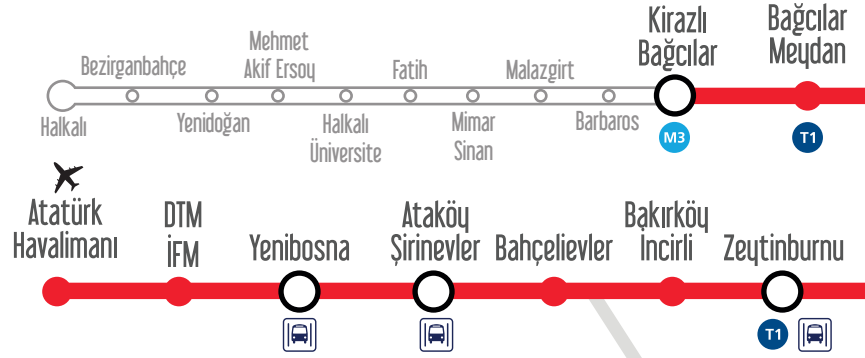 Kirazlı
Bağcılar
Bağcılar
Meydan
Bezirganbahçe
Mehmet
Akif Ersoy
Fatih
Malazgirt
Halkalı
Yenidoğan
Halkalı
Üniversite
Mimar
Sinan
Barbaros
M3
T1
Atatürk
Havalimanı
DTM
İFM
Yenibosna
Ataköy
Şirinevler
Bahçelievler
Bakırköy
İncirli
Zeytinburnu
T1